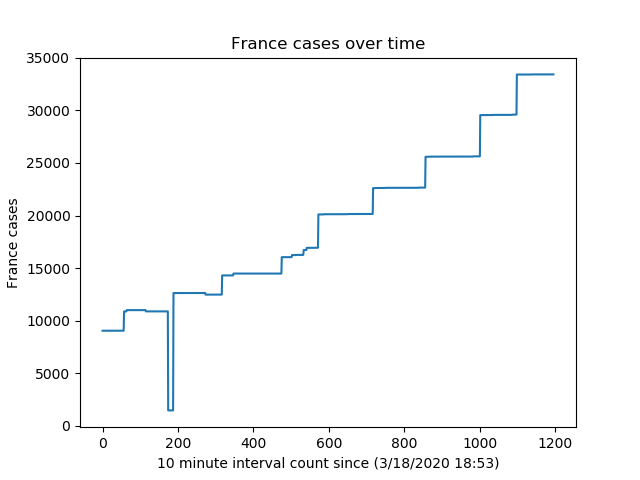 France cases over time
35000
30000
25000
20000
15000
10000
5000
0
France cases
0 200 400 600 800 1000 1200
10 minute interval count since (3/18/2020 18:53)